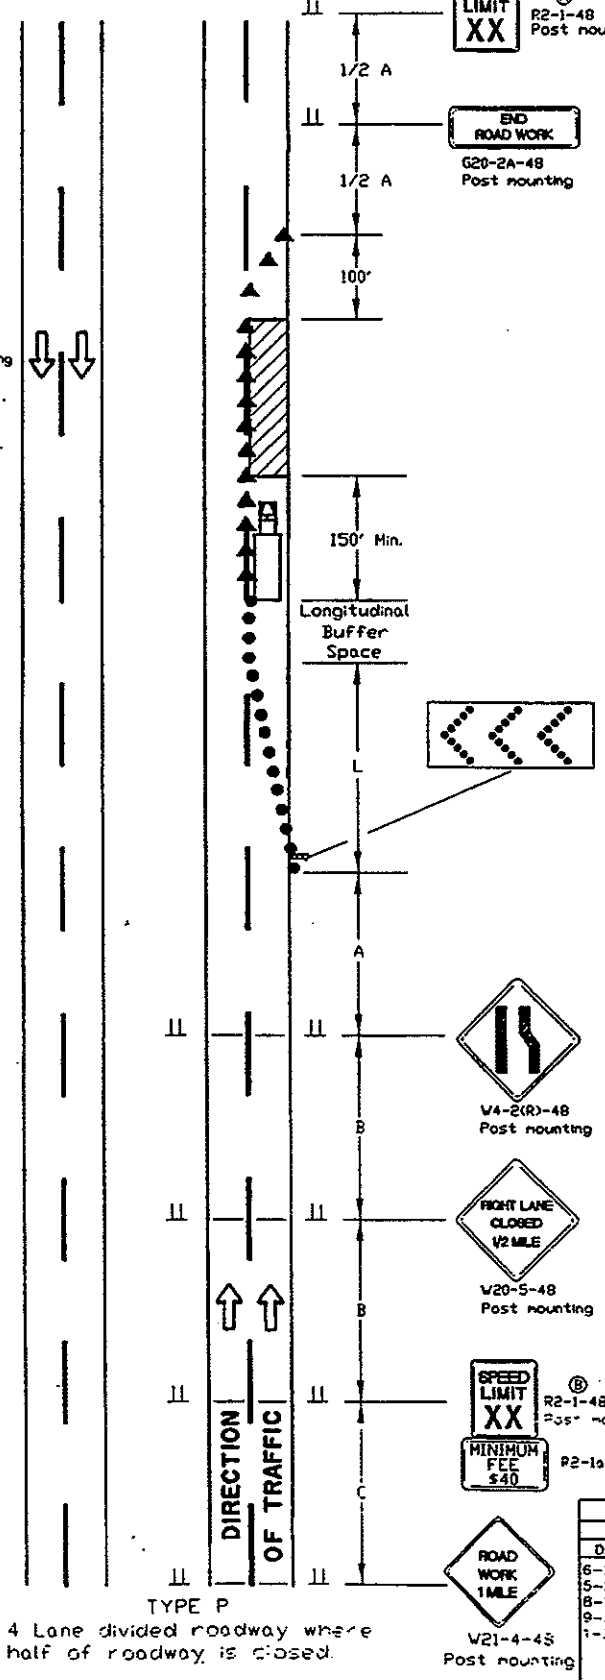 LIMIT
XX
R2-1-48
1/2 A
END
ROAD WORK
G20-2A-48
Post mounting
1/2 A
100'
150' Min.
Longitudinal
Buffer
Space
L
A
W4-2(R)-48
Post mounting
B
RIGHT LANE
CLOSED
1/2 MILE
W20-5-48
Post mounting
B
SPEED
LIMIT
XX
B
R2-1-48
MINIMUM
FEE
$40
DIRECTION
OF TRAFFIC
C
ROAD
WORK
1 MILE
W21-4-48
Post mounting
TYPE P
4 Lane divided roadway where
half of roadway is closed.